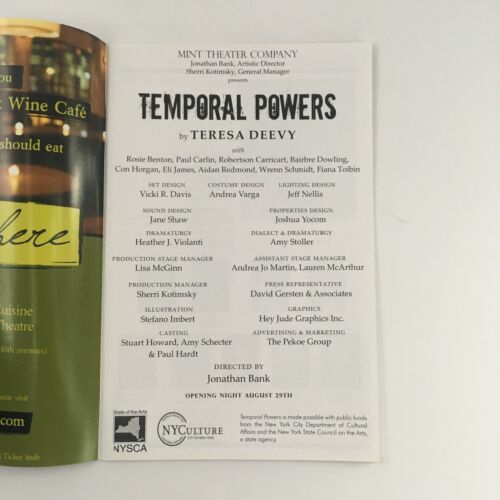 ou
Wine Café
should eat
here
uisine
Theatre
10th avenues)
visit
.com
Ticket Stub
MINT THEATER COMPANY
Jonathan Bank, Artistic Director
Sherri Kotimsky, General Manager
presents
TEMPORAL POWERS
by TERESA DEEVY
with
Rosie Benton, Paul Carlin, Robertson Carricart, Bairbre Dowling,
Con Horgan, Eli James, Aidan Redmond, Wrenn Schmidt, Fiana Toibin
SET DESIGN COSTUME DESIGN LIGHTING DESIGN
Vicki R. Davis Andrea Varga Jeff Nellis
SOUND DESIGN PROPERTIES DESIGN
Jane Shaw Joshua Yocom
DRAMATURGY DIALECT & DRAMATURGY
Heather J. Violanti Amy Stoller
PRODUCTION STAGE MANAGER ASSISTANT STAGE MANAGER
Lisa McGinn Andrea Jo Martin, Lauren McArthur
PRODUCTION MANAGER PRESS REPRESENTATIVE
Sherri Kotimsky David Gersten & Associates
ILLUSTRATION GRAPHICS
Stefano Imbert Hey Jude Graphics Inc.
CASTING ADVERTISING & MARKETING
Stuart Howard, Amy Schecter The Pekoe Group
& Paul Hardt
DIRECTED BY
Jonathan Bank
OPENING NIGHT AUGUST 29TH
State of the Arts
NYSCA
NYCULTURE
Temporal Powers is made possible with public funds
from the New York City Department of Cultural
Affairs and the New York State Council on the Arts,
a state agency.